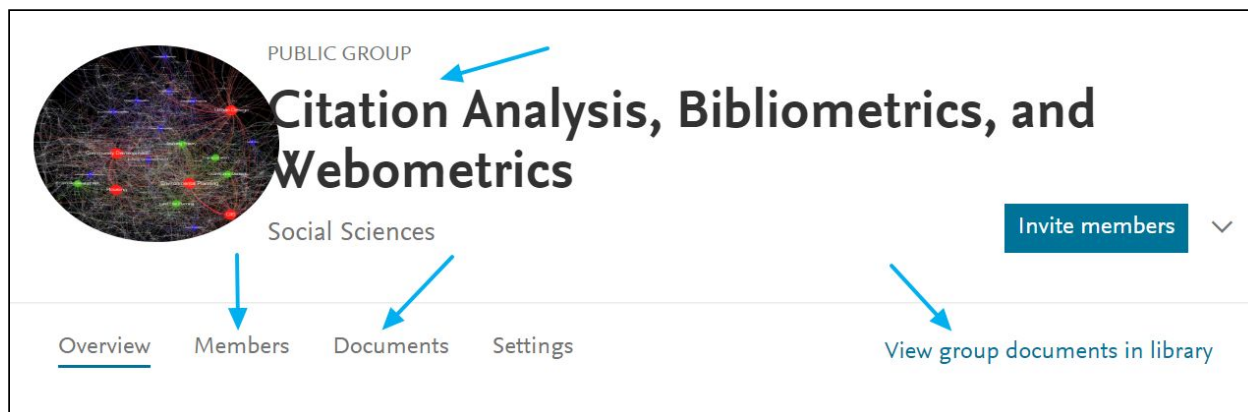 PUBLIC GROUP
Citation Analysis, Bibliometrics, and
Webometrics
Social Sciences
Invite members
Overview Members Documents Settings View group documents in library